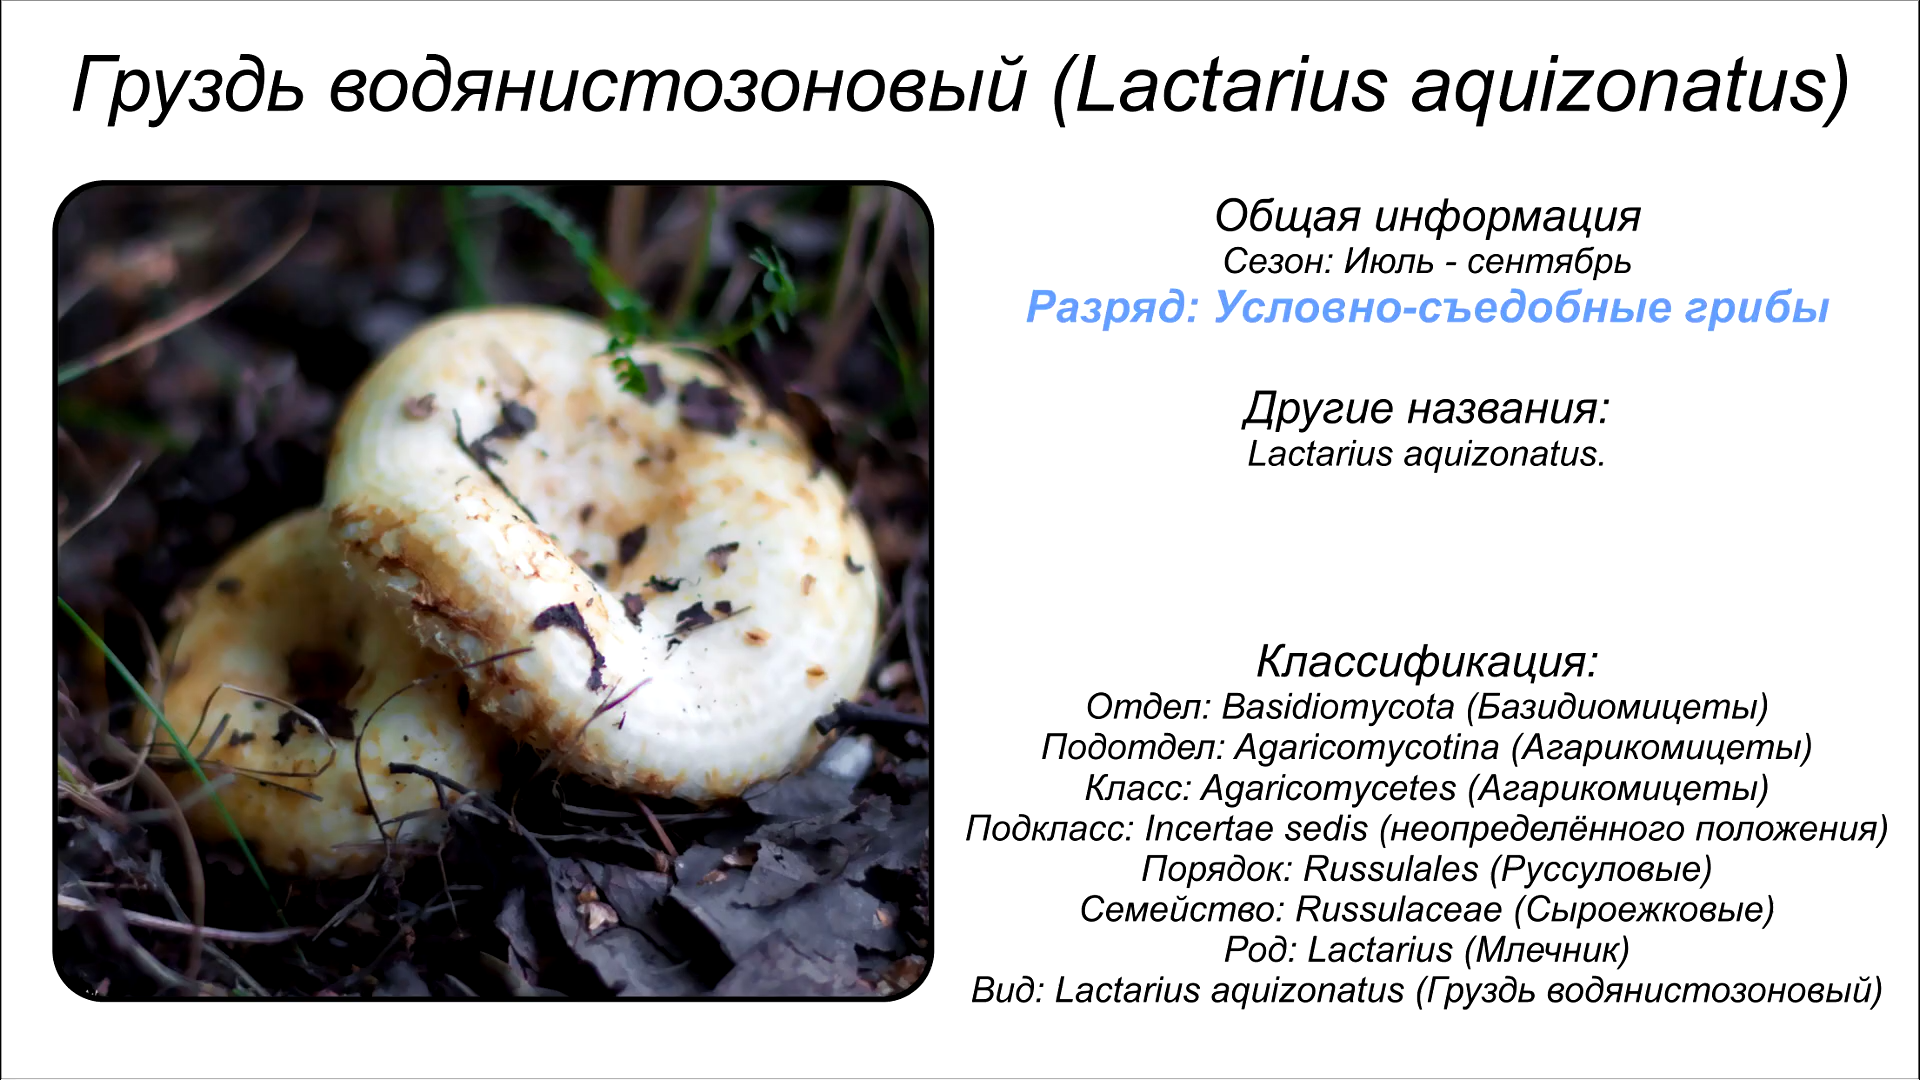 Груздь водянистозоновый (Lactarius aquizonatus)
Общая информация
Сезон: Июль - сентябрь
Разряд: Условно-съедобные грибы
Другие названия:
Lactarius aquizonatus.
Классификация:
Отдел: Basidiomycota (Базидиомицеты)
Подотдел: Agaricomycotina (Агарикомицеты)
Класс: Agaricomycetes (Агарикомицеты)
Подкласс: Incertae sedis (неопределённого положения)
Порядок: Russulales (Руссуловые)
Семейство: Russulaceae (Сыроежковые)
Род: Lactarius (Млечник)
Вид: Lactarius aquizonatus (Груздь водянистозоновый)